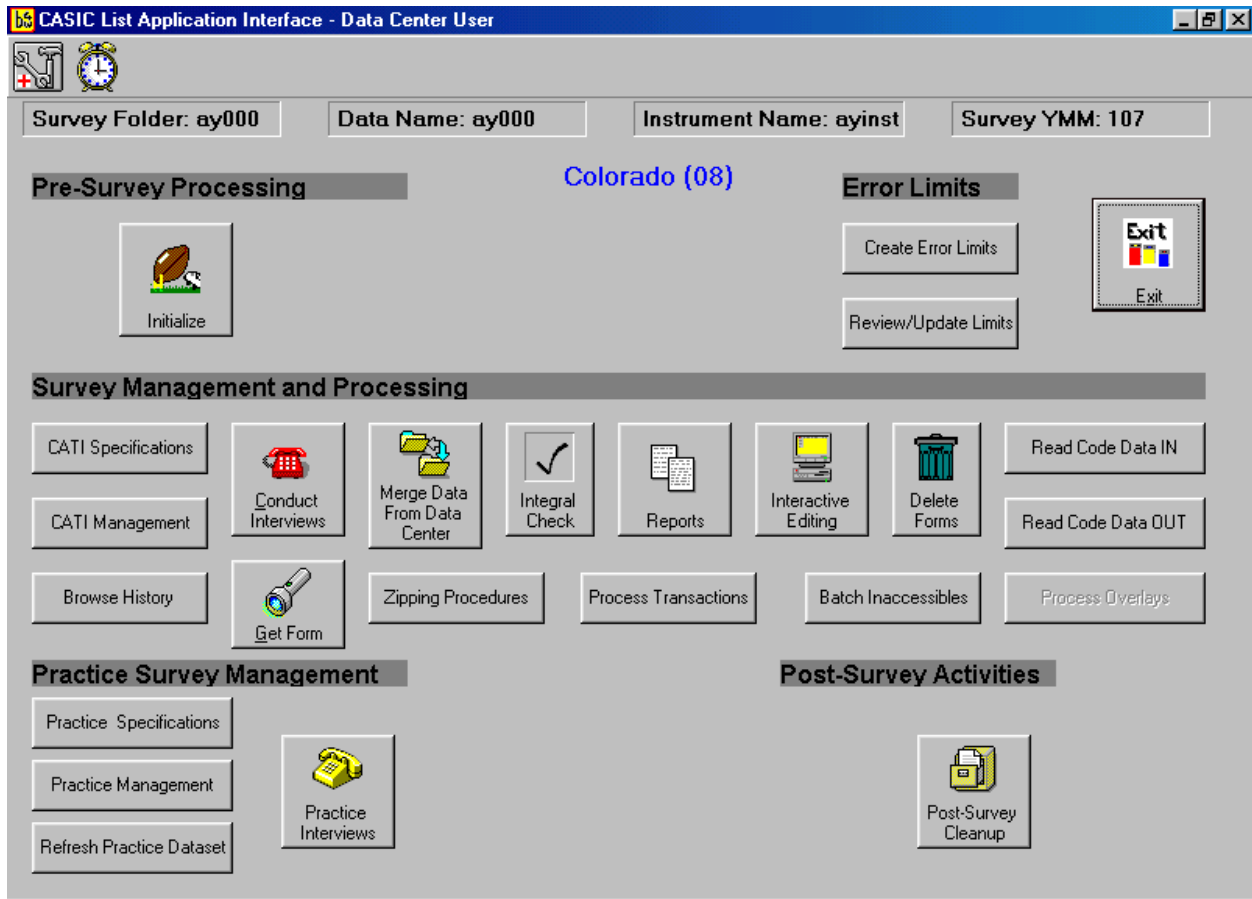 CASIC List Application Interface - Data Center User
Survey Folder: ay000
Data Name: ay000
Instrument Name: ayinst
Survey YMM: 107
Colorado (08)
Pre-Survey Processing
Initialize
Error Limits
Create Error Limits
Review/Update Limits
Exit
Exit
Survey Management and Processing
CATI Specifications
CATI Management
Conduct
Interviews
Merge Data
From Data
Center
Integral
Check
Reports
Interactive
Editing
Delete
Forms
Read Code Data IN
Read Code Data OUT
Browse History
Get Form
Zipping Procedures
Process Transactions
Batch Inaccessibles
Process Overlays
Practice Survey Management
Practice Specifications
Practice Management
Refresh Practice Dataset
Practice
Interviews
Post-Survey Activities
Post-Survey
Cleanup